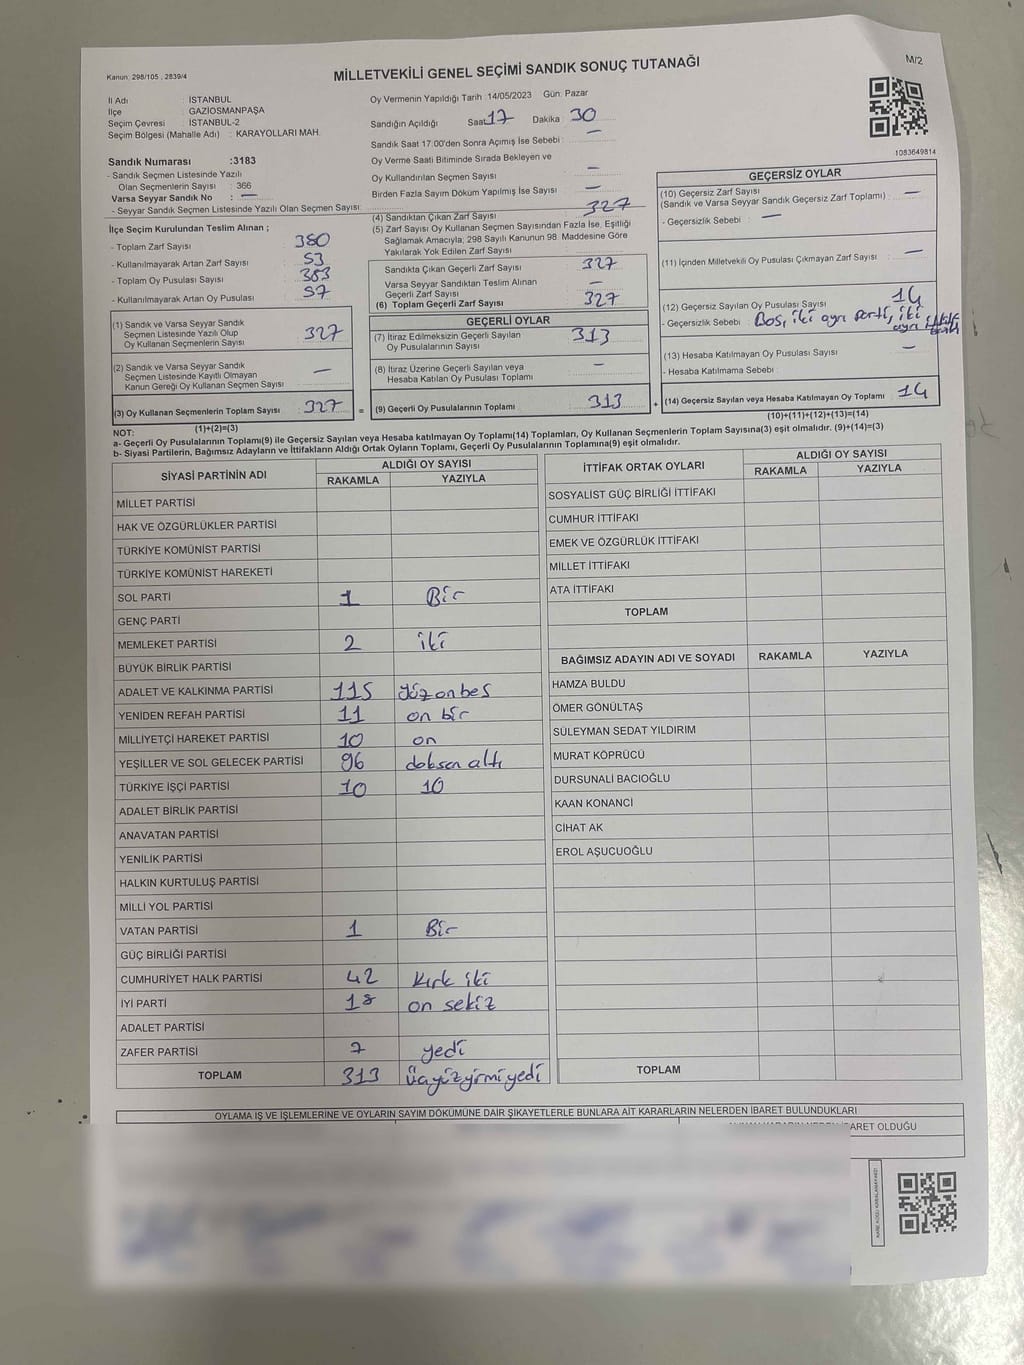 Kanun: 298/105 , 2839/4
MİLLETVEKİLİ GENEL SEÇİMİ SANDIK SONUÇ TUTANAĞI
M/2
İl Adı : İSTANBUL
İlçe : GAZİOSMANPAŞA
Seçim Çevresi : İSTANBUL-2
Seçim Bölgesi (Mahalle Adı) : KARAYOLLARI MAH.
Sandık Numarası :3183
- Sandık Seçmen Listesinde Yazılı
Olan Seçmenlerin Sayısı : 366
Varsa Seyyar Sandık No : —
- Seyyar Sandık Seçmen Listesinde Yazılı Olan Seçmen Sayısı:
İlçe Seçim Kurulundan Teslim Alınan ;
- Toplam Zarf Sayısı : 380
- Kullanılmayarak Artan Zarf Sayısı : 53
- Toplam Oy Pusulası Sayısı : 383
- Kullanılmayarak Artan Oy Pusulası : 57
Oy Vermenin Yapıldığı Tarih :14/05/2023 Gün: Pazar
Sandığın Açıldığı Saat 17 Dakika 30
Sandık Saat 17:00'den Sonra Açımış İse Sebebi : —
Oy Verme Saati Bitiminde Sırada Bekleyen ve
Oy Kullandırılan Seçmen Sayısı : —
Birden Fazla Sayım Döküm Yapılmış İse Sayısı : —
(4) Sandıktan Çıkan Zarf Sayısı : 327
(5) Zarf Sayısı Oy Kullanan Seçmen Sayısından Fazla İse, Eşitliği
Sağlamak Amacıyla, 298 Sayılı Kanunun 98. Maddesine Göre
Yakılarak Yok Edilen Zarf Sayısı :
Sandıkta Çıkan Geçerli Zarf Sayısı : 327
Varsa Seyyar Sandıktan Teslim Alınan
Geçerli Zarf Sayısı : —
(6) Toplam Geçerli Zarf Sayısı : 327
1083649814
GEÇERSİZ OYLAR
(10) Geçersiz Zarf Sayısı
(Sandık ve Varsa Seyyar Sandık Geçersiz Zarf Toplamı) : —
- Geçersizlik Sebebi : —
(11) İçinden Milletvekili Oy Pusulası Çıkmayan Zarf Sayısı : —
(12) Geçersiz Sayılan Oy Pusulası Sayısı : 14
- Geçersizlik Sebebi : Boş, iki ayrı parti, iki
ayrı
(13) Hesaba Katılmayan Oy Pusulası Sayısı : —
- Hesaba Katılmama Sebebi :
(14) Geçersiz Sayılan veya Hesaba Katılmayan Oy Toplamı : 14
(10)+(11)+(12)+(13)=(14)
(1) Sandık ve Varsa Seyyar Sandık
Seçmen Listesinde Yazılı Olup
Oy Kullanan Seçmenlerin Sayısı : 327
(2) Sandık ve Varsa Seyyar Sandık
Seçmen Listesinde Kayıtlı Olmayan
Kanun Gereği Oy Kullanan Seçmen Sayısı : —
(3) Oy Kullanan Seçmenlerin Toplam Sayısı : 327
(1)+(2)=(3)
GEÇERLİ OYLAR
(7) İtiraz Edilmeksizin Geçerli Sayılan
Oy Pusulalarının Sayısı : 313
(8) İtiraz Üzerine Geçerli Sayılan veya
Hesaba Katılan Oy Pusulası Toplamı : —
= (9) Geçerli Oy Pusulalarının Toplamı : 313 +
NOT:
a- Geçerli Oy Pusulalarının Toplamı(9) ile Geçersiz Sayılan veya Hesaba katılmayan Oy Toplamı(14) Toplamları, Oy Kullanan Seçmenlerin Toplam Sayısına(3) eşit olmalıdır. (9)+(14)=(3)
b- Siyasi Partilerin, Bağımsız Adayların ve İttifakların Aldığı Ortak Oyların Toplamı, Geçerli Oy Pusulalarının Toplamına(9) eşit olmalıdır.
SİYASİ PARTİNİN ADI ALDIĞI OY SAYISI
RAKAMLA YAZIYLA
MİLLET PARTİSİ
HAK VE ÖZGÜRLÜKLER PARTİSİ
TÜRKİYE KOMÜNİST PARTİSİ
TÜRKİYE KOMÜNİST HAREKETİ
SOL PARTİ 1 Bir
GENÇ PARTİ
MEMLEKET PARTİSİ 2 iki
BÜYÜK BİRLİK PARTİSİ
ADALET VE KALKINMA PARTİSİ 115 yüzonbeş
YENİDEN REFAH PARTİSİ 11 on bir
MİLLİYETÇİ HAREKET PARTİSİ 10 on
YEŞİLLER VE SOL GELECEK PARTİSİ 96 doksan altı
TÜRKİYE İŞÇİ PARTİSİ 10 10
ADALET BİRLİK PARTİSİ
ANAVATAN PARTİSİ
YENİLİK PARTİSİ
HALKIN KURTULUŞ PARTİSİ
MİLLİ YOL PARTİSİ
VATAN PARTİSİ 1 Bir
GÜÇ BİRLİĞİ PARTİSİ
CUMHURİYET HALK PARTİSİ 42 kırk iki
İYİ PARTİ 18 on sekiz
ADALET PARTİSİ
ZAFER PARTİSİ 7 yedi
TOPLAM 313 üçyüzyirmiyedi
İTTİFAK ORTAK OYLARI ALDIĞI OY SAYISI
RAKAMLA YAZIYLA
SOSYALİST GÜÇ BİRLİĞİ İTTİFAKI
CUMHUR İTTİFAKI
EMEK VE ÖZGÜRLÜK İTTİFAKI
MİLLET İTTİFAKI
ATA İTTİFAKI
TOPLAM
BAĞIMSIZ ADAYIN ADI VE SOYADI RAKAMLA YAZIYLA
HAMZA BULDU
ÖMER GÖNÜLTAŞ
SÜLEYMAN SEDAT YILDIRIM
MURAT KÖPRÜCÜ
DURSUNALİ BACIOĞLU
KAAN KONANCİ
CİHAT AK
EROL AŞUCUOĞLU
TOPLAM
OYLAMA İŞ VE İŞLEMLERİNE VE OYLARIN SAYIM DÖKÜMÜNE DAİR ŞİKAYETLERLE BUNLARA AİT KARARLARIN NELERDEN İBARET BULUNDUKLARI
OLDUĞU